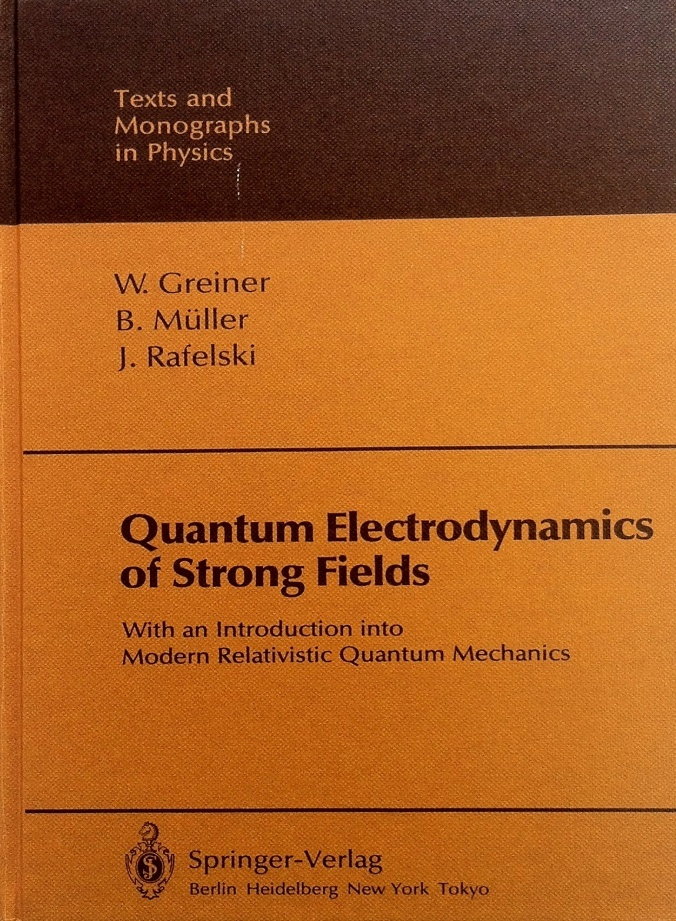 Texts and
Monographs
in Physics
W. Greiner
B. Müller
J. Rafelski
Quantum Electrodynamics
of Strong Fields
With an Introduction into
Modern Relativistic Quantum Mechanics
S
Springer-Verlag
Berlin Heidelberg New York Tokyo